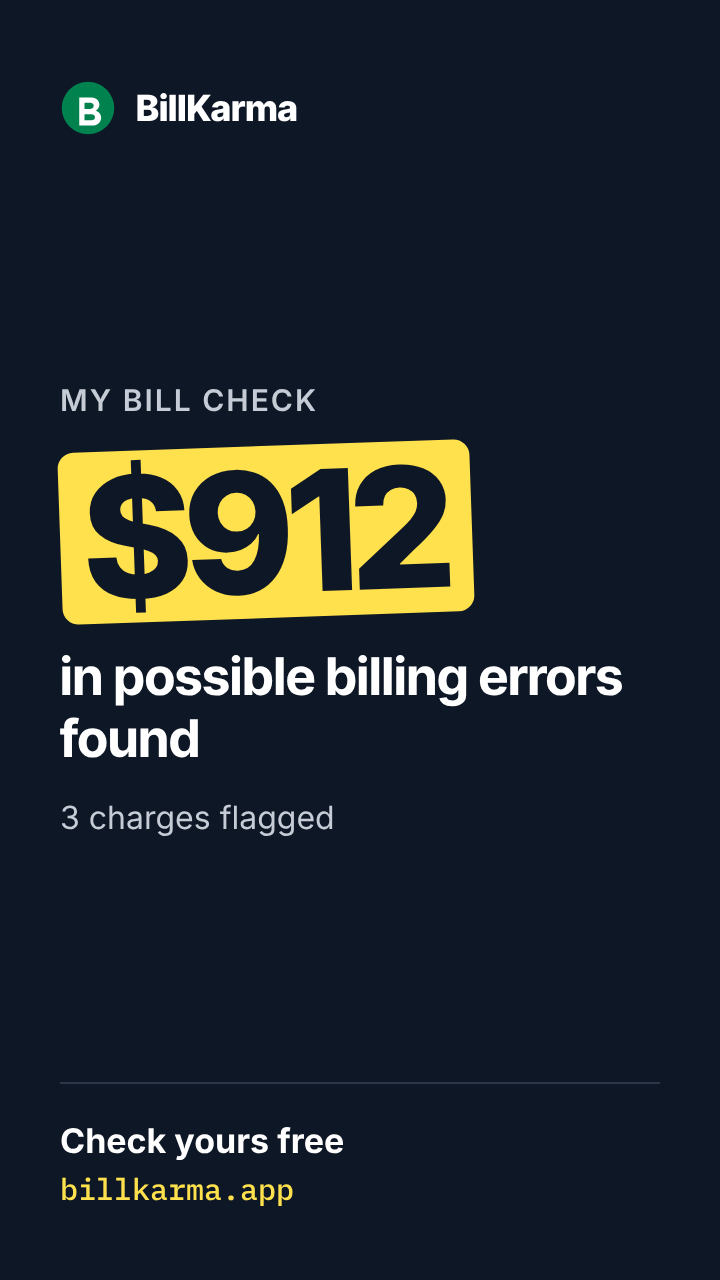 B BillKarma
MY BILL CHECK
$912
in possible billing errors
found
3 charges flagged
Check yours free
billkarma.app